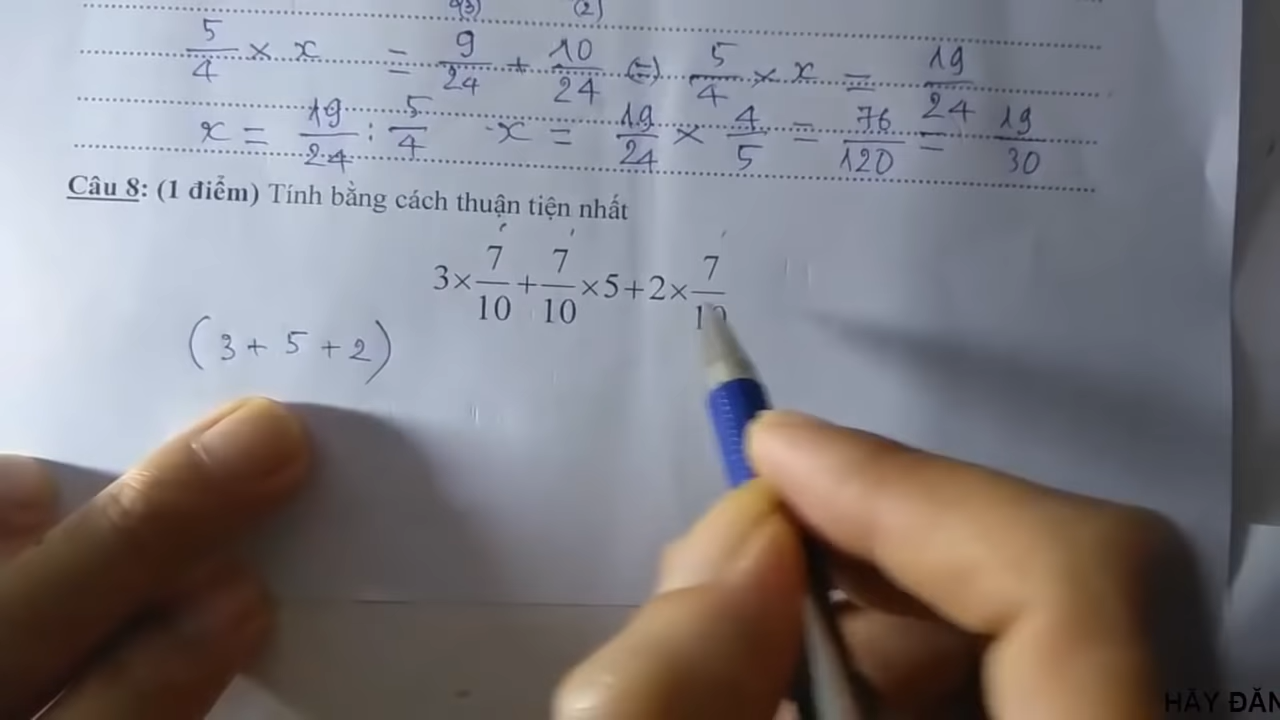 (3) (2)
5/4 × x = 9/24 + 10/24 (=) 5/4 × x = 19/24
x = 19/24 : 5/4 x = 19/24 × 4/5 = 76/120 = 19/30
Câu 8: (1 điểm) Tính bằng cách thuận tiện nhất
3 × 7/10 + 7/10 × 5 + 2 × 7/10
(3 + 5 + 2)
HÃY ĐĂN